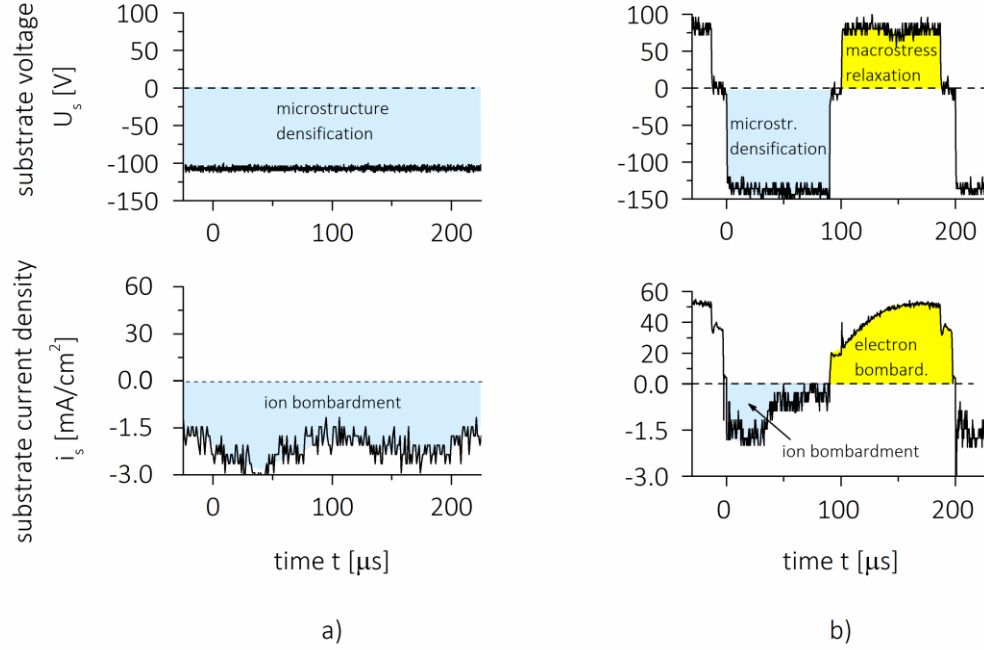 substrate voltage
U_s [V]
100
50
0
-50
-100
-150
microstructure
densification
0
100
200
100
50
0
-50
-100
-150
macrostress
relaxation
microstr.
densification
0
100
200
substrate current density
i_s [mA/cm²]
60
30
0.0
-1.5
-3.0
ion bombardment
0
100
200
time t [μs]
a)
60
40
20
0.0
-1.5
-3.0
electron
bombard.
ion bombardment
0
100
200
time t [μs]
b)